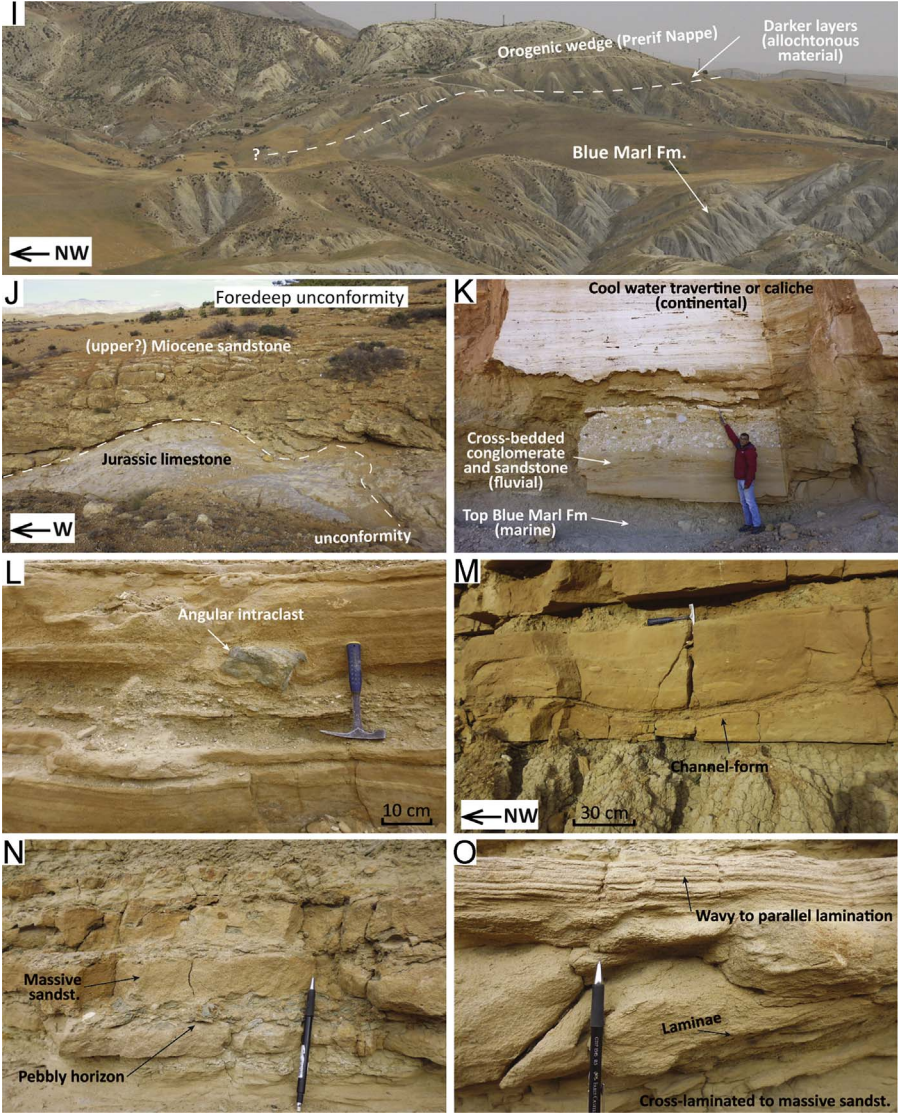 I
Orogenic wedge (Prerif Nappe)
Darker layers
(allochtonous
material)
?
Blue Marl Fm.
NW
J
Foredeep unconformity
(upper?) Miocene sandstone
Jurassic limestone
W
unconformity
K
Cool water travertine or caliche
(continental)
Cross-bedded
conglomerate
and sandstone
(fluvial)
Top Blue Marl Fm
(marine)
L
Angular intraclast
10 cm
M
Channel-form
NW
30 cm
N
Massive
sandst.
Pebbly horizon
O
Wavy to parallel lamination
Laminae
Cross-laminated to massive sandst.